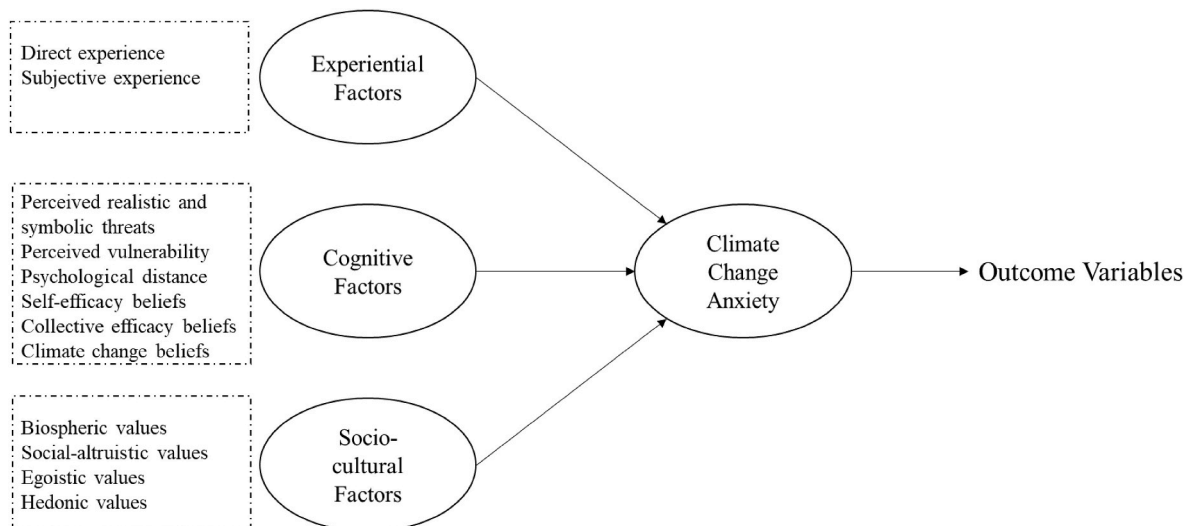 Direct experience
Subjective experience
Experiential
Factors
Perceived realistic and
symbolic threats
Perceived vulnerability
Psychological distance
Self-efficacy beliefs
Collective efficacy beliefs
Climate change beliefs
Cognitive
Factors
Climate
Change
Anxiety
Outcome Variables
Biospheric values
Social-altruistic values
Egoistic values
Hedonic values
Socio-
cultural
Factors